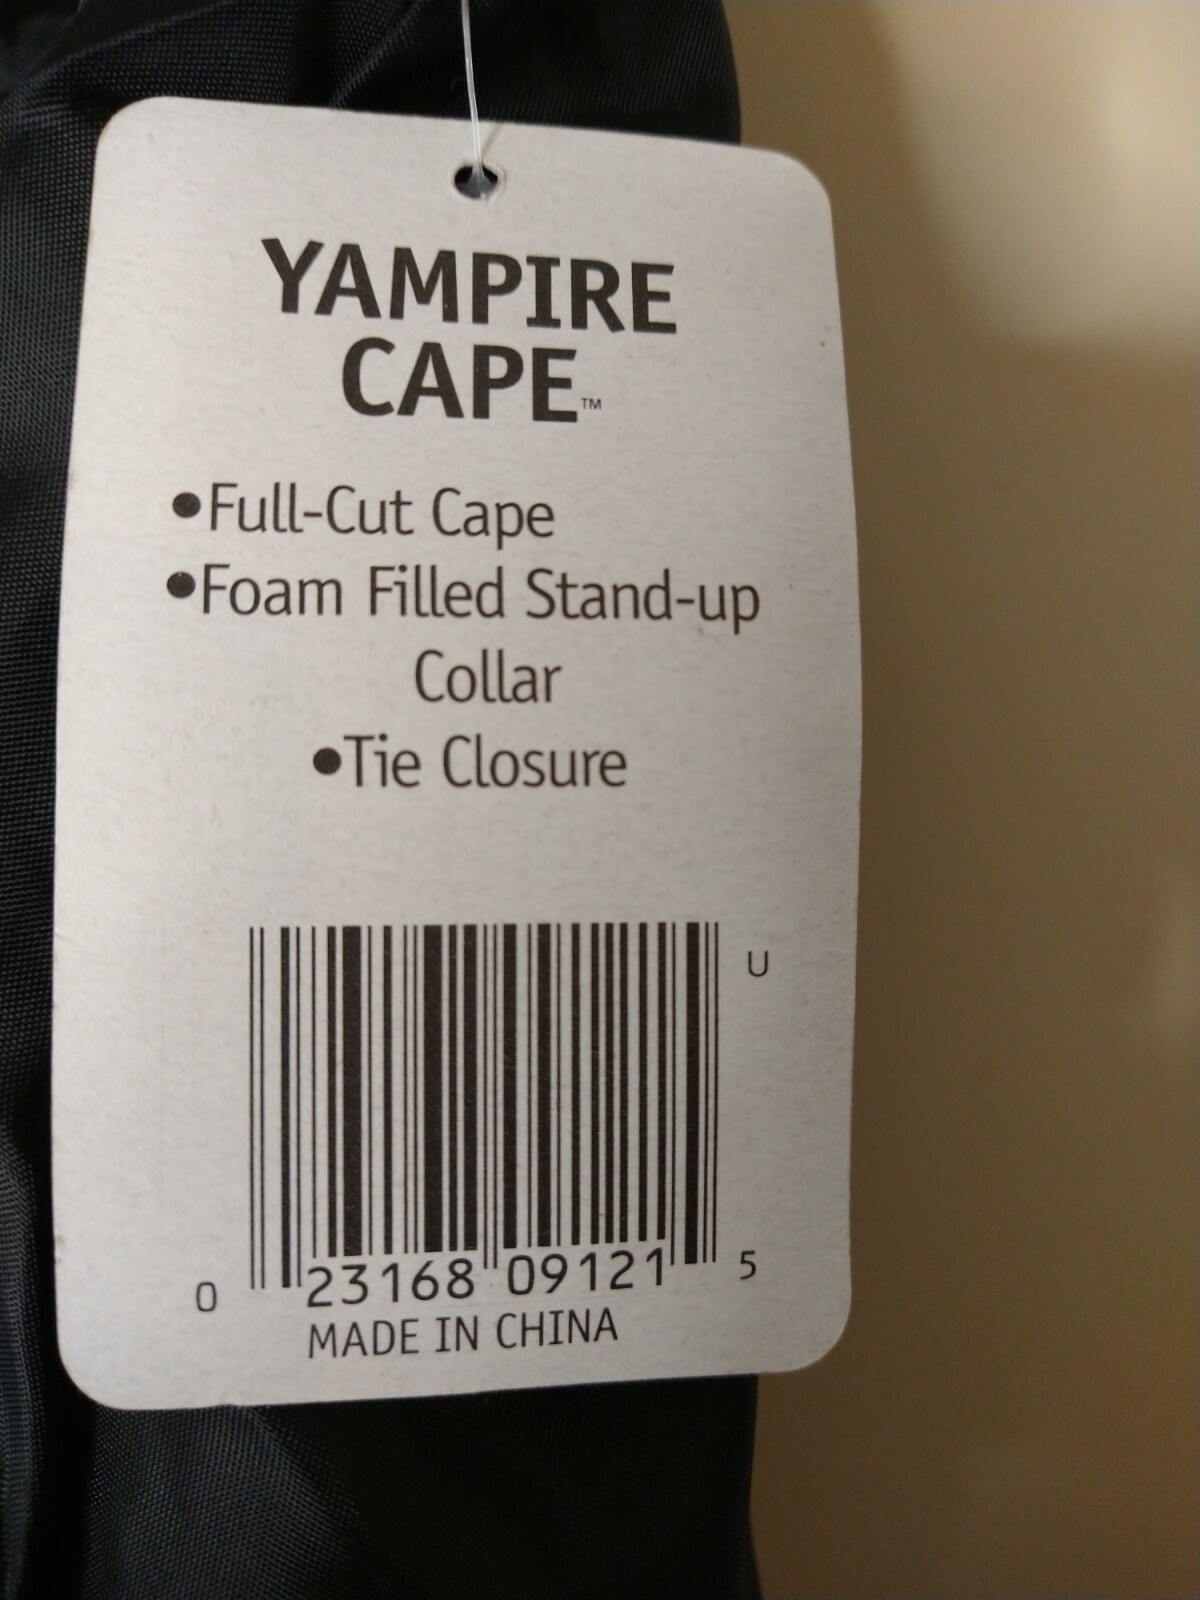 YAMPIRE
CAPE™
•Full-Cut Cape
•Foam Filled Stand-up
Collar
•Tie Closure
U
0 23168 09121 5
MADE IN CHINA